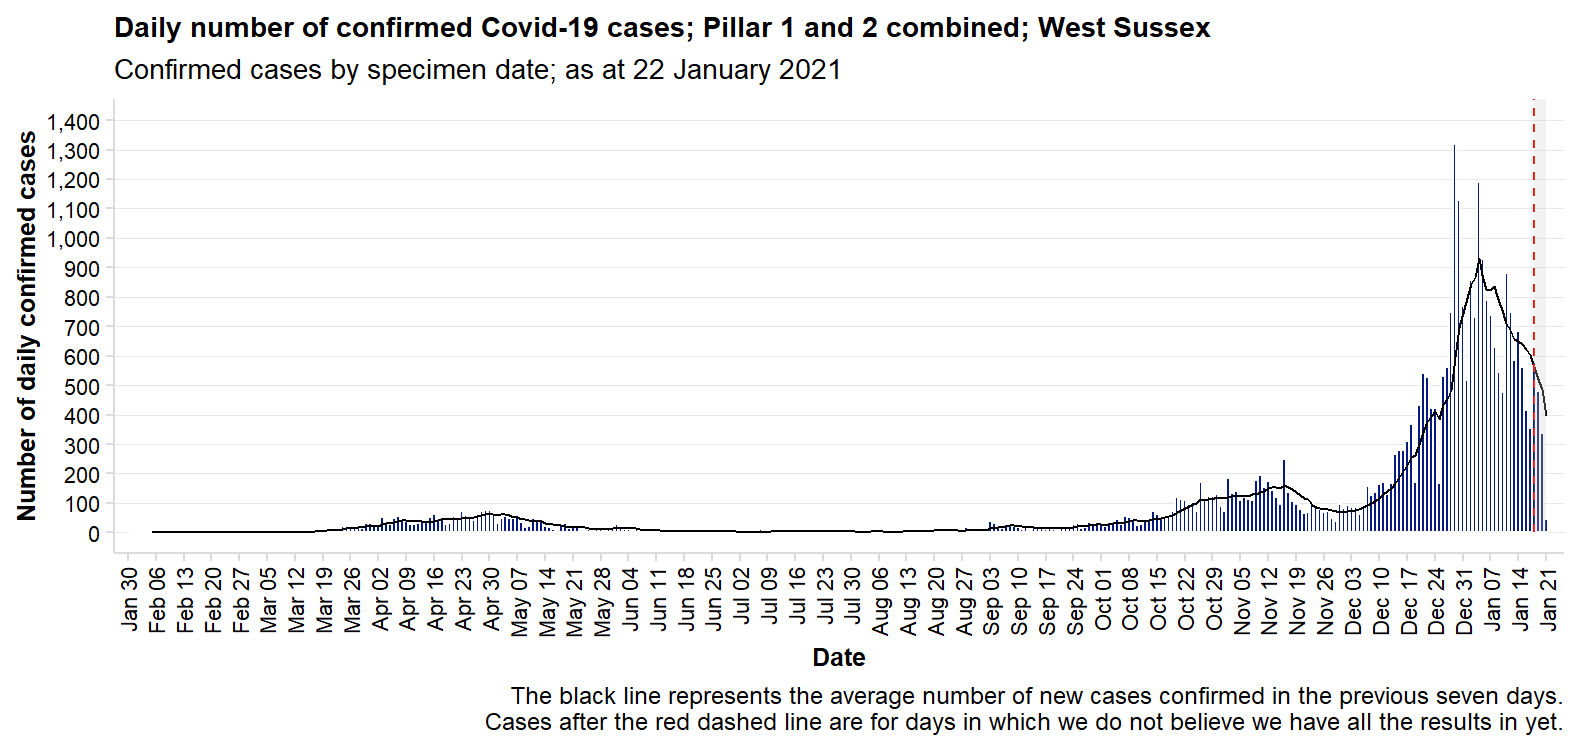 Daily number of confirmed Covid-19 cases; Pillar 1 and 2 combined; West Sussex
Confirmed cases by specimen date; as at 22 January 2021
Number of daily confirmed cases
1,400
1,300
1,200
1,100
1,000
900
800
700
600
500
400
300
200
100
0
Jan 30
Feb 06
Feb 13
Feb 20
Feb 27
Mar 05
Mar 12
Mar 19
Mar 26
Apr 02
Apr 09
Apr 16
Apr 23
Apr 30
May 07
May 14
May 21
May 28
Jun 04
Jun 11
Jun 18
Jun 25
Jul 02
Jul 09
Jul 16
Jul 23
Jul 30
Aug 06
Aug 13
Aug 20
Aug 27
Sep 03
Sep 10
Sep 17
Sep 24
Oct 01
Oct 08
Oct 15
Oct 22
Oct 29
Nov 05
Nov 12
Nov 19
Nov 26
Dec 03
Dec 10
Dec 17
Dec 24
Dec 31
Jan 07
Jan 14
Jan 21
Date
The black line represents the average number of new cases confirmed in the previous seven days.
Cases after the red dashed line are for days in which we do not believe we have all the results in yet.